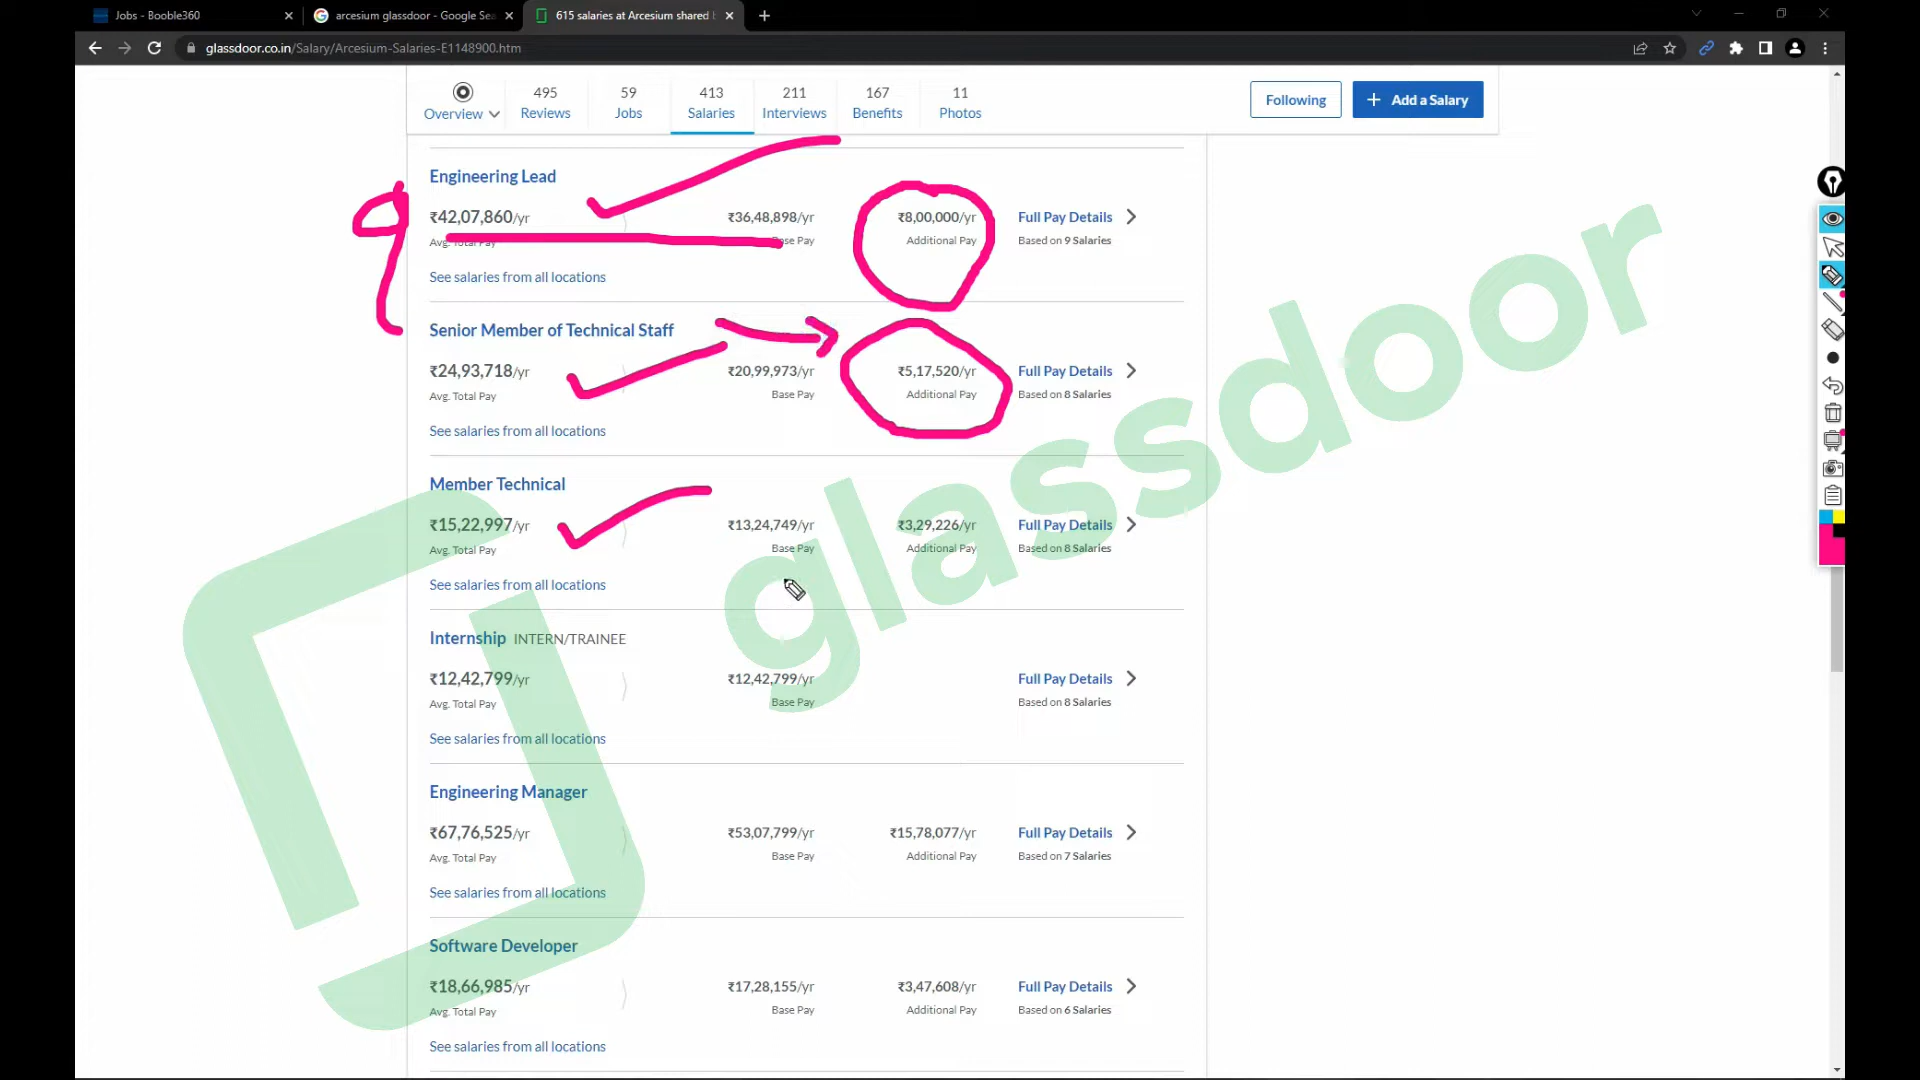 Jobs - Booble360
arcesium glassdoor - Google Sea
615 salaries at Arcesium shared
glassdoor.co.in/Salary/Arcesium-Salaries-E1148900.htm
Overview
495
Reviews
59
Jobs
413
Salaries
211
Interviews
167
Benefits
11
Photos
Following
+ Add a Salary
9
Engineering Lead
₹42,07,860/yr
Avg. Total Pay
₹36,48,898/yr
Base Pay
₹8,00,000/yr
Additional Pay
Full Pay Details
Based on 9 Salaries
See salaries from all locations
Senior Member of Technical Staff
₹24,93,718/yr
Avg. Total Pay
₹20,99,973/yr
Base Pay
₹5,17,520/yr
Additional Pay
Full Pay Details
Based on 8 Salaries
See salaries from all locations
Member Technical
₹15,22,997/yr
Avg. Total Pay
₹13,24,749/yr
Base Pay
₹3,29,226/yr
Additional Pay
Full Pay Details
Based on 8 Salaries
See salaries from all locations
Internship INTERN/TRAINEE
₹12,42,799/yr
Avg. Total Pay
₹12,42,799/yr
Base Pay
Full Pay Details
Based on 8 Salaries
See salaries from all locations
Engineering Manager
₹67,76,525/yr
Avg. Total Pay
₹53,07,799/yr
Base Pay
₹15,78,077/yr
Additional Pay
Full Pay Details
Based on 7 Salaries
See salaries from all locations
Software Developer
₹18,66,985/yr
Avg. Total Pay
₹17,28,155/yr
Base Pay
₹3,47,608/yr
Additional Pay
Full Pay Details
Based on 6 Salaries
See salaries from all locations
glassdoor